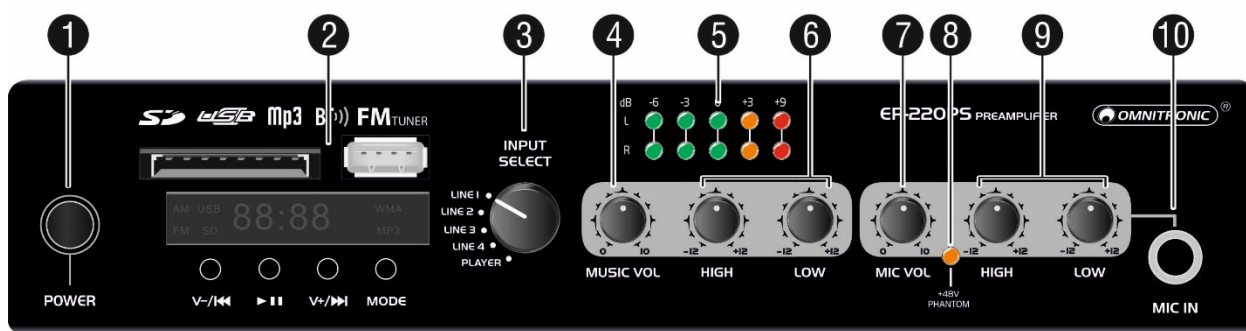 1 2 3 4 5 6 7 8 9 10
SD USB Mp3 B))) FM TUNER
dB -6 -3 +3 +9
L
R
EP-220PS PREAMPLIFIER
OMNITRONIC ®
INPUT
SELECT
LINE 1
LINE 2
LINE 3
LINE 4
PLAYER
AM USB 88:88 WMA
FM SD MP3
0 10 -12 +12 -12 +12
0 10 -12 +12 -12 +12
POWER
V-/⏮ ►❚❚ V+/⏭ MODE
MUSIC VOL HIGH LOW
MIC VOL HIGH LOW
+48V
PHANTOM
MIC IN